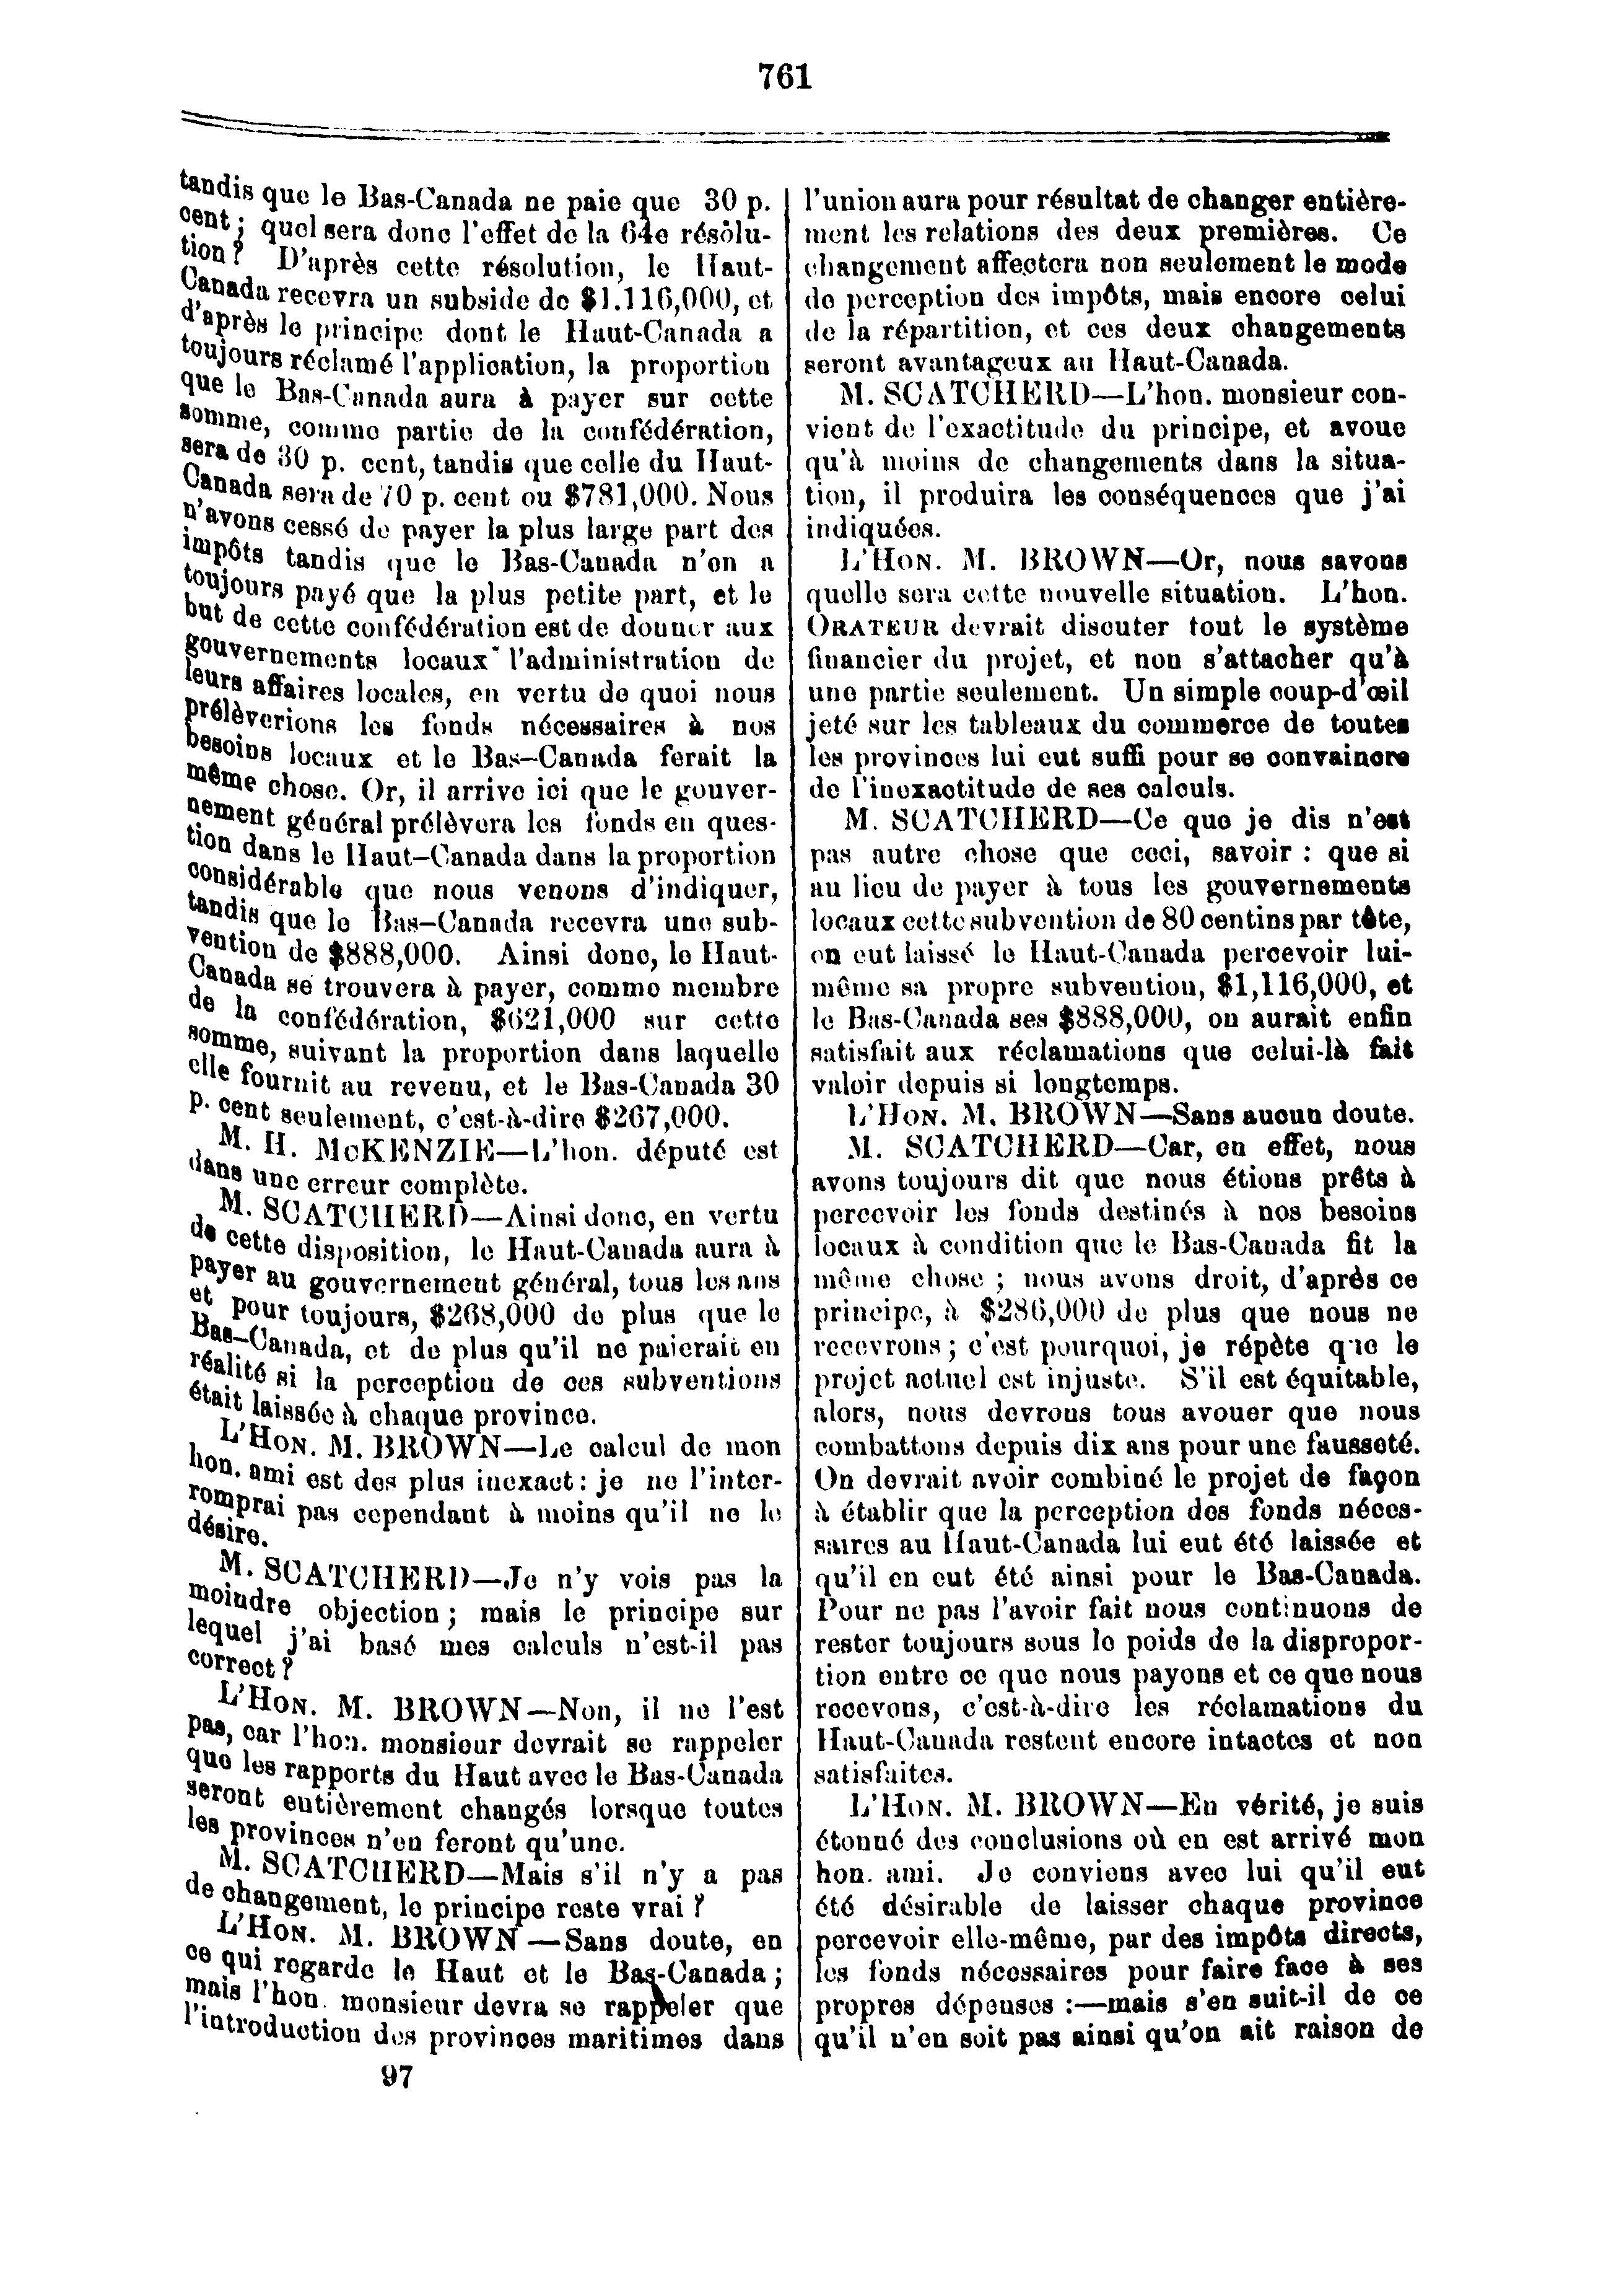 761
tandis que le Bas-Canada ne paie que 30 p.
cent; quel sera donc l'effet de la 64e résolu-
tion? D'après cette résolution, le Haut-
Canada recevra un subside de $1.116,000, et
d'après le principe dont le Haut-Canada a
toujours réclamé l'application, la proportion
que le Bas-Canada aura à payer sur cette
somme, comme partie de la confédération,
sera de 30 p. cent, tandis que celle du Haut-
Canada sera de 70 p. cent ou $781,000. Nous
n'avons cessé de payer la plus large part des
impôts tandis que le Bas-Canada n'en a
toujours payé que la plus petite part, et le
but de cette confédération est de donner aux
gouvernements locaux l'administration de
leurs affaires locales, en vertu de quoi nous
prélèverions les fonds nécessaires à nos
besoins locaux et le Bas-Canada ferait la
même chose. Or, il arrive ici que le gouver-
nement général prélèvera les fonds en ques-
tion dans le Haut-Canada dans la proportion
considérable que nous venons d'indiquer,
tandis que le Bas-Canada recevra une sub-
vention de $888,000. Ainsi donc, le Haut-
Canada se trouvera à payer, comme membre
de la confédération, $621,000 sur cette
somme, suivant la proportion dans laquelle
elle fournit au revenu, et le Bas-Canada 30
p. cent seulement, c'est-à-dire $267,000.
M. H. McKENZIE—L'hon. député est
dans une erreur complète.
M. SCATCHERD—Ainsi donc, en vertu
de cette disposition, le Haut-Canada aura à
payer au gouvernement général, tous les ans
et pour toujours, $268,000 de plus que le
Bas-Canada, et de plus qu'il ne paierait en
réalité si la perception de ces subventions
était laissée à chaque province.
L'HON. M. BROWN—Le calcul de mon
hon. ami est des plus inexact: je ne l'inter-
romprai pas cependant à moins qu'il ne le
désire.
M. SCATCHERD—Je n'y vois pas la
moindre objection; mais le principe sur
lequel j'ai basé mes calculs n'est-il pas
correct?
L'HON. M. BROWN—Non, il ne l'est
pas, car l'hon. monsieur devrait se rappeler
que les rapports du Haut avec le Bas-Canada
seront entièrement changés lorsque toutes
les provinces n'en feront qu'une.
M. SCATCHERD—Mais s'il n'y a pas
de changement, le principe reste vrai?
L'HON. M. BROWN—Sans doute, en
ce qui regarde le Haut et le Bas-Canada;
mais l'hon. monsieur devra se rappeler que
l'introduction des provinces maritimes dans
97
l'union aura pour résultat de changer entière-
ment les relations des deux premières. Ce
changement affectera non seulement le mode
de perception des impôts, mais encore celui
de la répartition, et ces deux changements
seront avantageux au Haut-Canada.
M. SCATCHERD—L'hon. monsieur con-
vient de l'exactitude du principe, et avoue
qu'à moins de changements dans la situa-
tion, il produira les conséquences que j'ai
indiquées.
L'HON. M. BROWN—Or, nous savons
quelle sera cette nouvelle situation. L'hon.
ORATEUR devrait discuter tout le système
financier du projet, et non s'attacher qu'à
une partie seulement. Un simple coup-d'œil
jeté sur les tableaux du commerce de toutes
les provinces lui eut suffi pour se convaincre
de l'inexactitude de ses calculs.
M. SCATCHERD—Ce que je dis n'est
pas autre chose que ceci, savoir : que si
au lieu de payer à tous les gouvernements
locaux cette subvention de 80 centins par tête,
on eut laissé le Haut-Canada percevoir lui-
même sa propre subvention, $1,116,000, et
le Bas-Canada ses $888,000, on aurait enfin
satisfait aux réclamations que celui-là fait
valoir depuis si longtemps.
L'HON. M. BROWN—Sans aucun doute.
M. SCATCHERD—Car, en effet, nous
avons toujours dit que nous étions prêts à
percevoir les fonds destinés à nos besoins
locaux à condition que le Bas-Canada fit la
même chose ; nous avons droit, d'après ce
principe, à $286,000 de plus que nous ne
recevrons; c'est pourquoi, je répète que le
projet actuel est injuste. S'il est équitable,
alors, nous devrons tous avouer que nous
combattons depuis dix ans pour une fausseté.
On devrait avoir combiné le projet de façon
à établir que la perception des fonds néces-
saires au Haut-Canada lui eut été laissée et
qu'il en eut été ainsi pour le Bas-Canada.
Pour ne pas l'avoir fait nous continuons de
rester toujours sous le poids de la dispropor-
tion entre ce que nous payons et ce que nous
recevons, c'est-à-dire les réclamations du
Haut-Canada restent encore intactes et non
satisfaites.
L'HON. M. BROWN—En vérité, je suis
étonné des conclusions où en est arrivé mon
hon. ami. Je conviens avec lui qu'il eut
été désirable de laisser chaque province
percevoir elle-même, par des impôts directs,
les fonds nécessaires pour faire face à ses
propres dépenses :—mais s'en suit-il de ce
qu'il n'en soit pas ainsi qu'on ait raison de